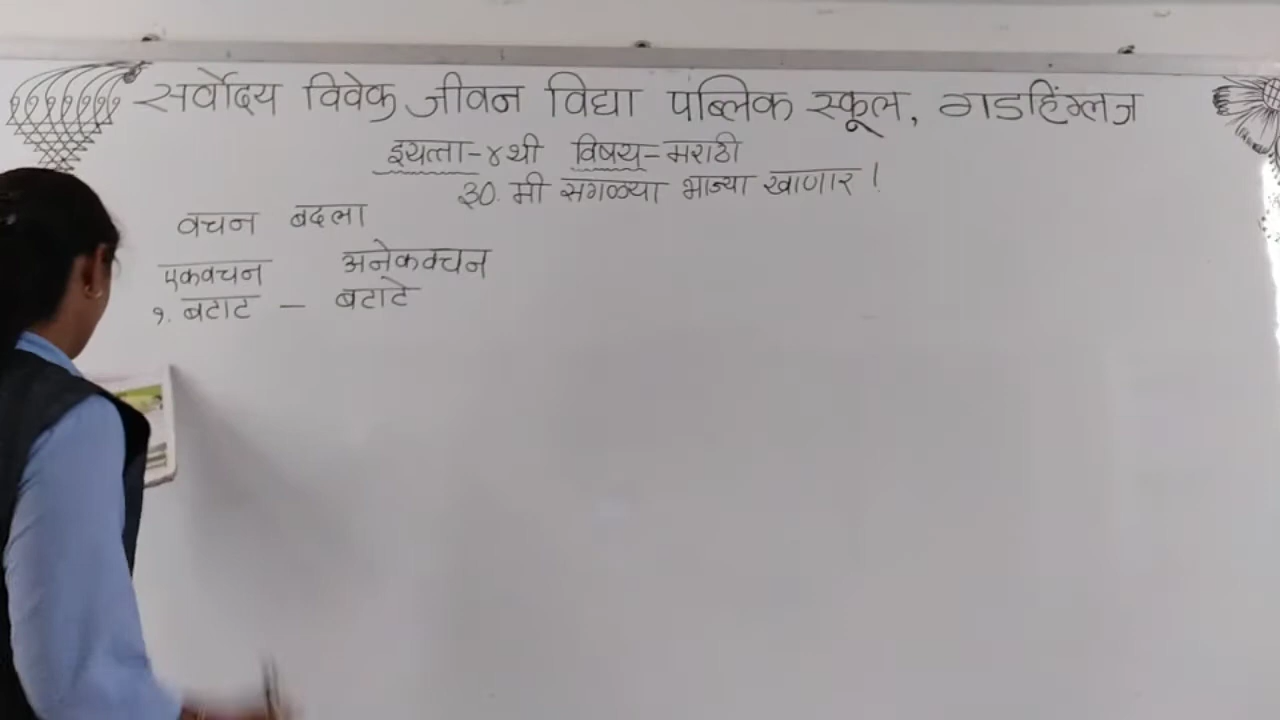 सर्वोदय विवेक जीवन विद्या पब्लिक स्कूल, गडहिंग्लज
इयत्ता-४थी विषय-मराठी
३०. मी सगळ्या भाज्या खाणार!
वचन बदला
एकवचन अनेकवचन
१. बटाट — बटाटे